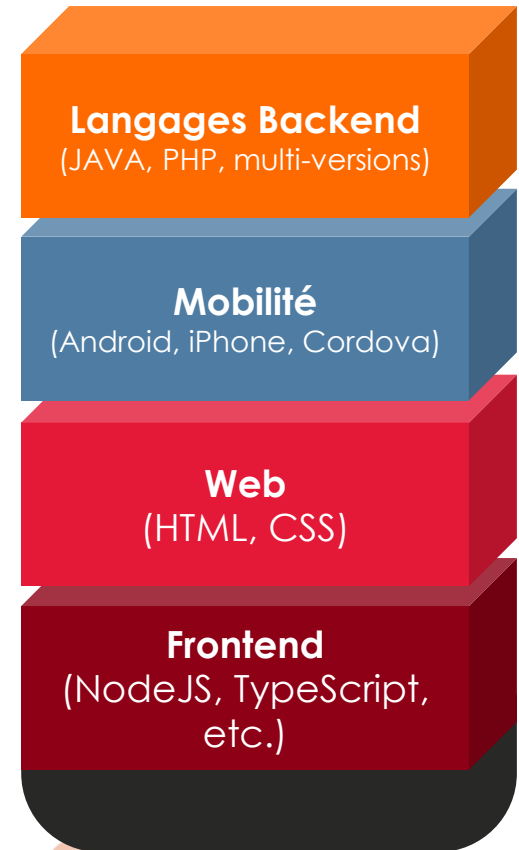 Langages Backend
(JAVA, PHP, multi-versions)
Mobilité
(Android, iPhone, Cordova)
Web
(HTML, CSS)
Frontend
(NodeJS, TypeScript,
etc.)